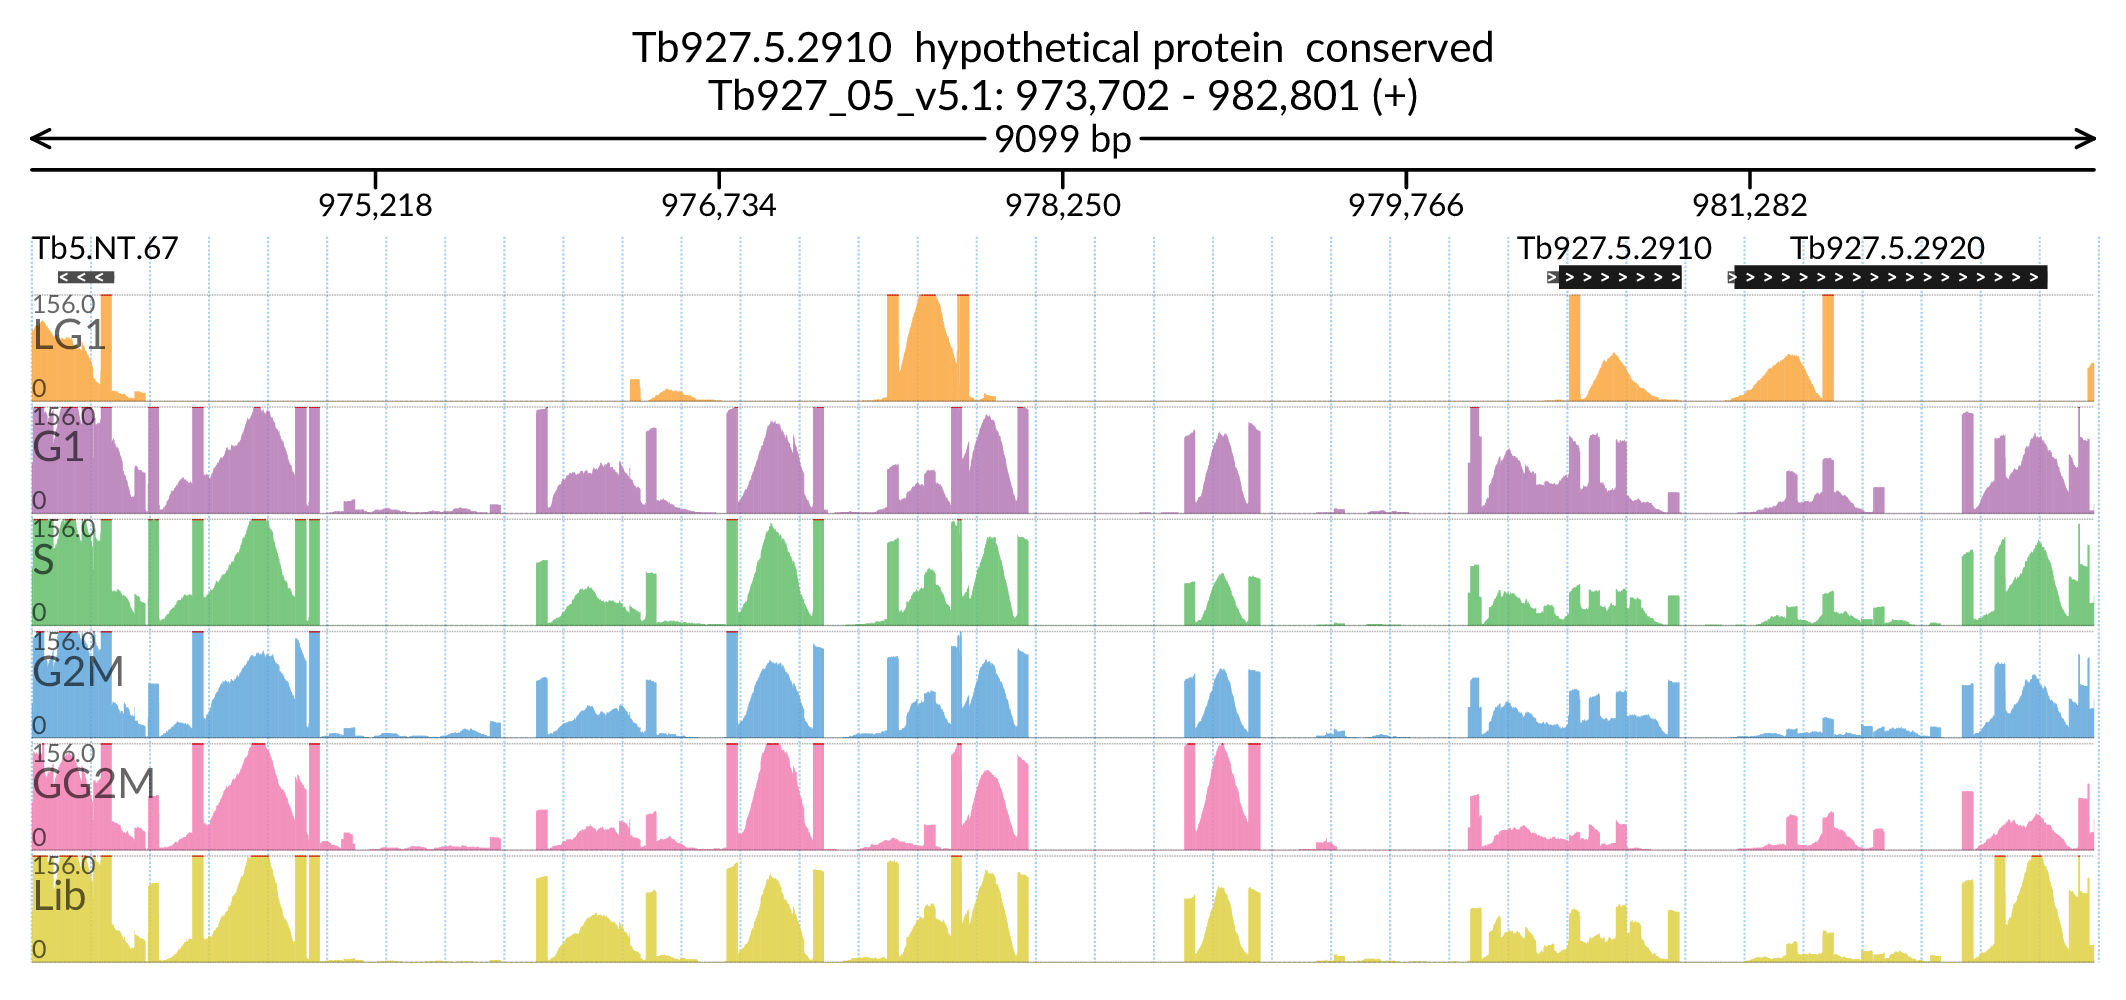 Tb927.5.2910 hypothetical protein conserved
Tb927_05_v5.1: 973,702 - 982,801 (+)
9099 bp
975,218 976,734 978,250 979,766 981,282
Tb5.NT.67 Tb927.5.2910 Tb927.5.2920
156.0
LG1
0
156.0
G1
0
156.0
S
0
156.0
G2M
0
156.0
GG2M
0
156.0
Lib
0